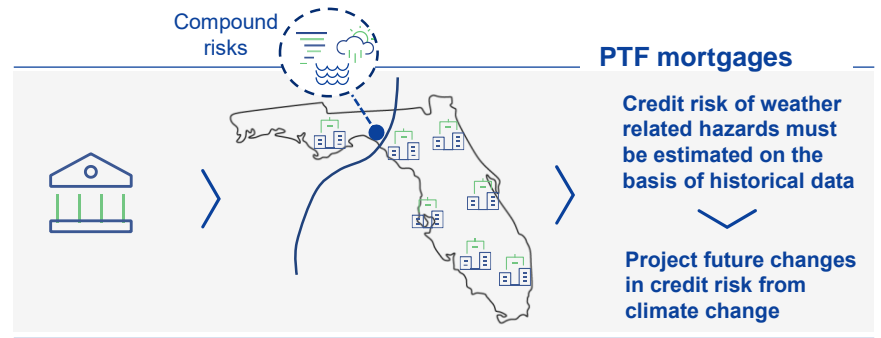 Compound
risks
PTF mortgages
Credit risk of weather
related hazards must
be estimated on the
basis of historical data
Project future changes
in credit risk from
climate change